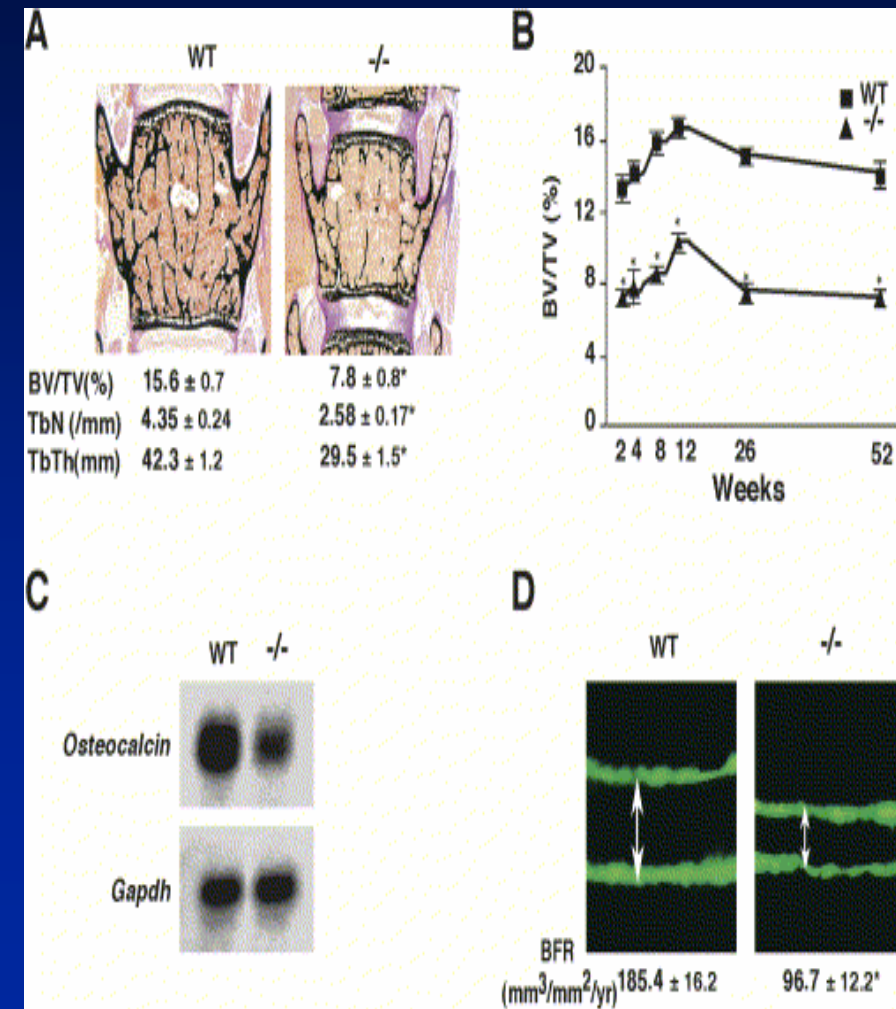 A
WT -/-
BV/TV(%) 15.6 ± 0.7 7.8 ± 0.8*
TbN (/mm) 4.35 ± 0.24 2.58 ± 0.17*
TbTh(mm) 42.3 ± 1.2 29.5 ± 1.5*
B
20
16
12
8
4
0
BV/TV (%)
WT
-/-
* * * * * *
2 4 8 12 26 52
Weeks
C
WT -/-
Osteocalcin
Gapdh
D
WT -/-
BFR
(mm³/mm²/yr) 185.4 ± 16.2 96.7 ± 12.2*